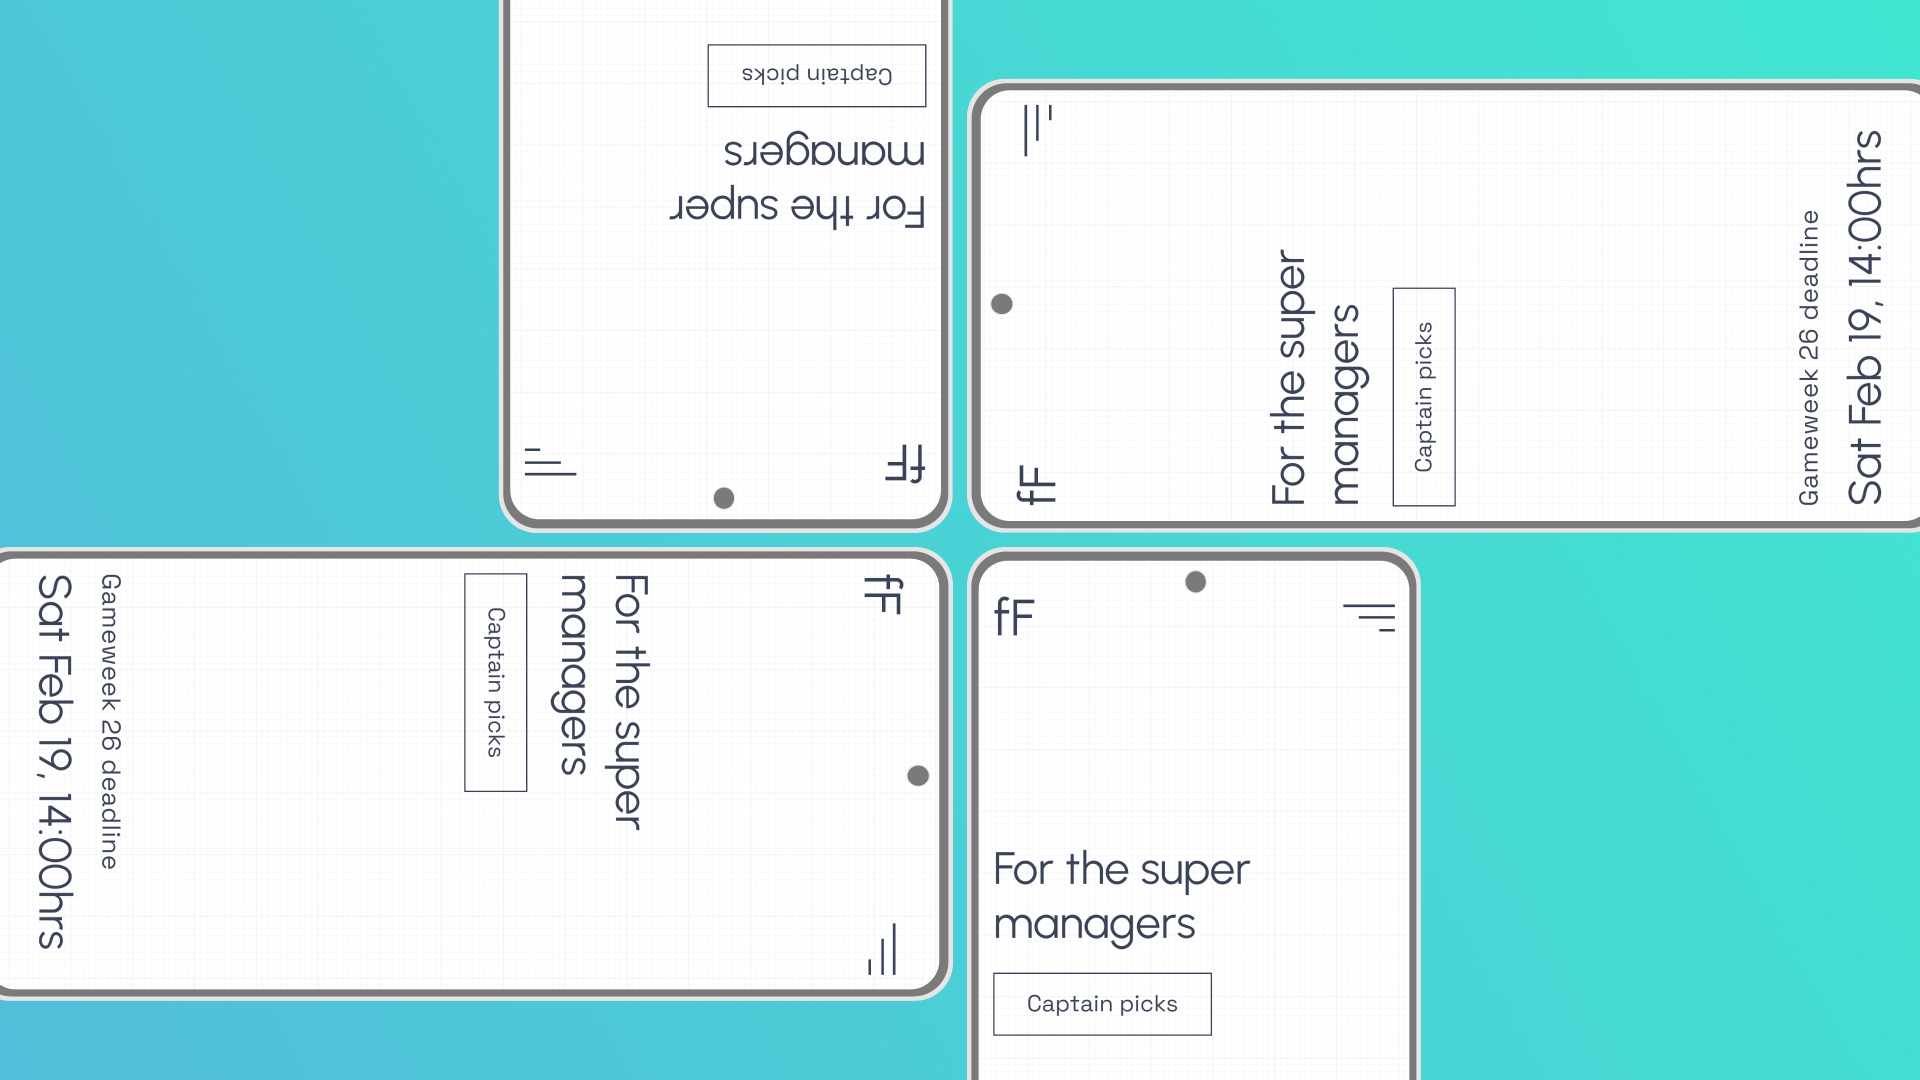 fF
For the super
managers
Captain picks
fF
For the super
managers
Captain picks
Gameweek 26 deadline
Sat Feb 19, 14:00hrs
fF
For the super
managers
Captain picks
Gameweek 26 deadline
Sat Feb 19, 14:00hrs
fF
For the super
managers
Captain picks